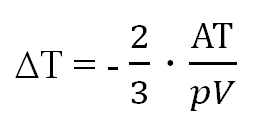 ΔT = - 2/3 · AT/pV